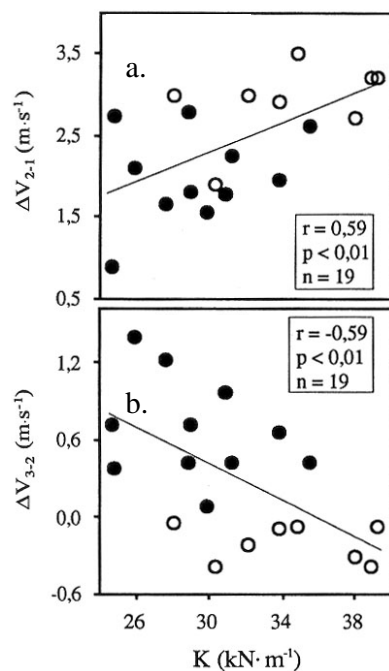 a.
3,5
2,5
1,5
0,5
ΔV2-1 (m·s-1)
r = 0,59
p < 0,01
n = 19
b.
1,2
0,6
0,0
-0,6
ΔV3-2 (m·s-1)
r = -0,59
p < 0,01
n = 19
26
30
34
38
K (kN· m-1)